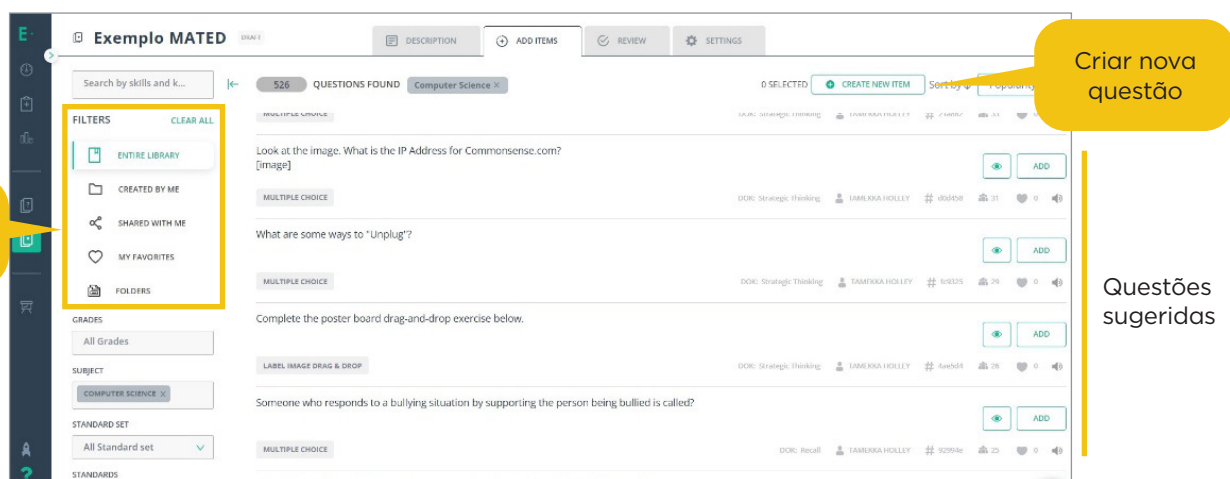 E
Exemplo MATED
DRAFT
DESCRIPTION
ADD ITEMS
REVIEW
SETTINGS
Criar nova
questão
Search by skills and k...
526 QUESTIONS FOUND Computer Science ×
0 SELECTED
CREATE NEW ITEM
Sort by
FILTERS CLEAR ALL
ENTIRE LIBRARY
CREATED BY ME
SHARED WITH ME
MY FAVORITES
FOLDERS
GRADES
All Grades
SUBJECT
COMPUTER SCIENCE ×
STANDARD SET
All Standard set
STANDARDS
MULTIPLE CHOICE
DOK: Strategic Thinking TAMEKKA HOLLEY
Look at the image. What is the IP Address for Commonsense.com?
[image]
ADD
MULTIPLE CHOICE
DOK: Strategic Thinking TAMEKKA HOLLEY # d0d458 31 0
What are some ways to "Unplug"?
ADD
MULTIPLE CHOICE
DOK: Strategic Thinking TAMEKKA HOLLEY 29 0
Complete the poster board drag-and-drop exercise below.
ADD
LABEL IMAGE DRAG & DROP
DOK: Strategic Thinking TAMEKKA HOLLEY # 4ae5d4 26 0
Someone who responds to a bullying situation by supporting the person being bullied is called?
ADD
MULTIPLE CHOICE
DOK: Recall TAMEKKA HOLLEY # 92994e 25 0
Questões
sugeridas
?